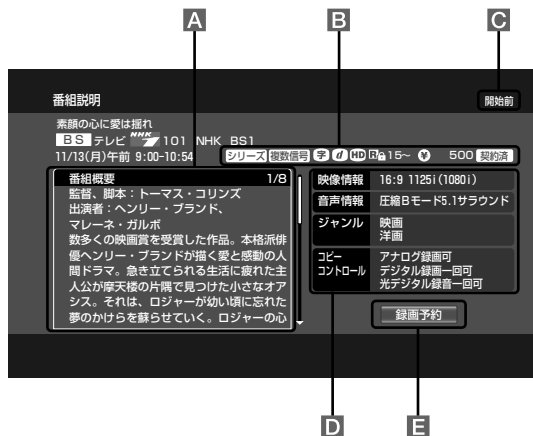 A
B
C
番組説明
開始前
素顔の心に愛は揺れ
BS テレビ NHK 101 NHK BS1
11/13(月)午前 9:00-10:54 シリーズ 複数信号 字 d HD R 15~ ¥ 500 契約済
番組概要 1/8
監督、脚本：トーマス・コリンズ
出演者：ヘンリー・ブランド、
マレーネ・ガルボ
数多くの映画賞を受賞した作品。本格派俳
優ヘンリー・ブランドが描く愛と感動の人
間ドラマ。急き立てられる生活に疲れた主
人公が摩天楼の片隅で見つけた小さなオア
シス。それは、ロジャーが幼い頃に忘れた
夢のかけらを蘇らせていく。ロジャーの心
映像情報 16:9 1125i(1080i)
音声情報 圧縮Bモード5.1サラウンド
ジャンル 映画
洋画
コピー アナログ録画可
コントロール デジタル録画一回可
光デジタル録音一回可
録画予約
D
E